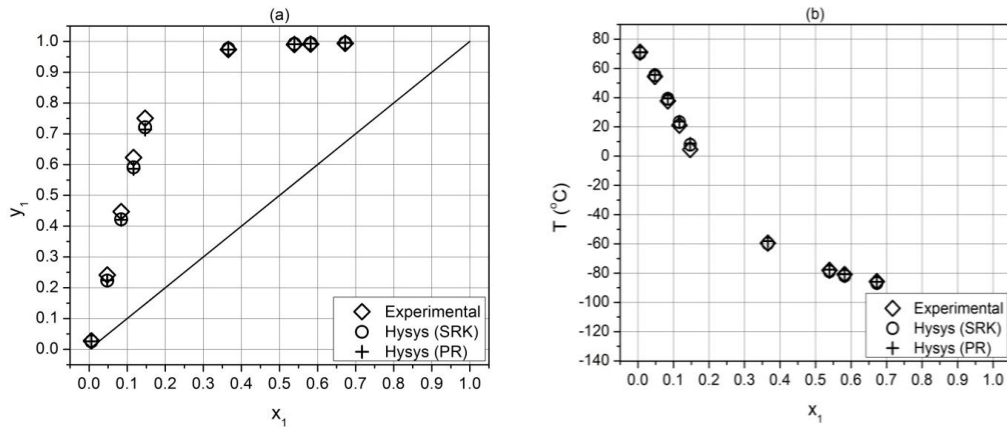 (a)
1.0
0.9
0.8
0.7
0.6
0.5
0.4
0.3
0.2
0.1
0.0
y1
0.0 0.1 0.2 0.3 0.4 0.5 0.6 0.7 0.8 0.9 1.0
x1
Experimental
Hysys (SRK)
Hysys (PR)
(b)
80
60
40
20
0
-20
-40
-60
-80
-100
-120
-140
T (°C)
0.0 0.1 0.2 0.3 0.4 0.5 0.6 0.7 0.8 0.9 1.0
x1
Experimental
Hysys (SRK)
Hysys (PR)